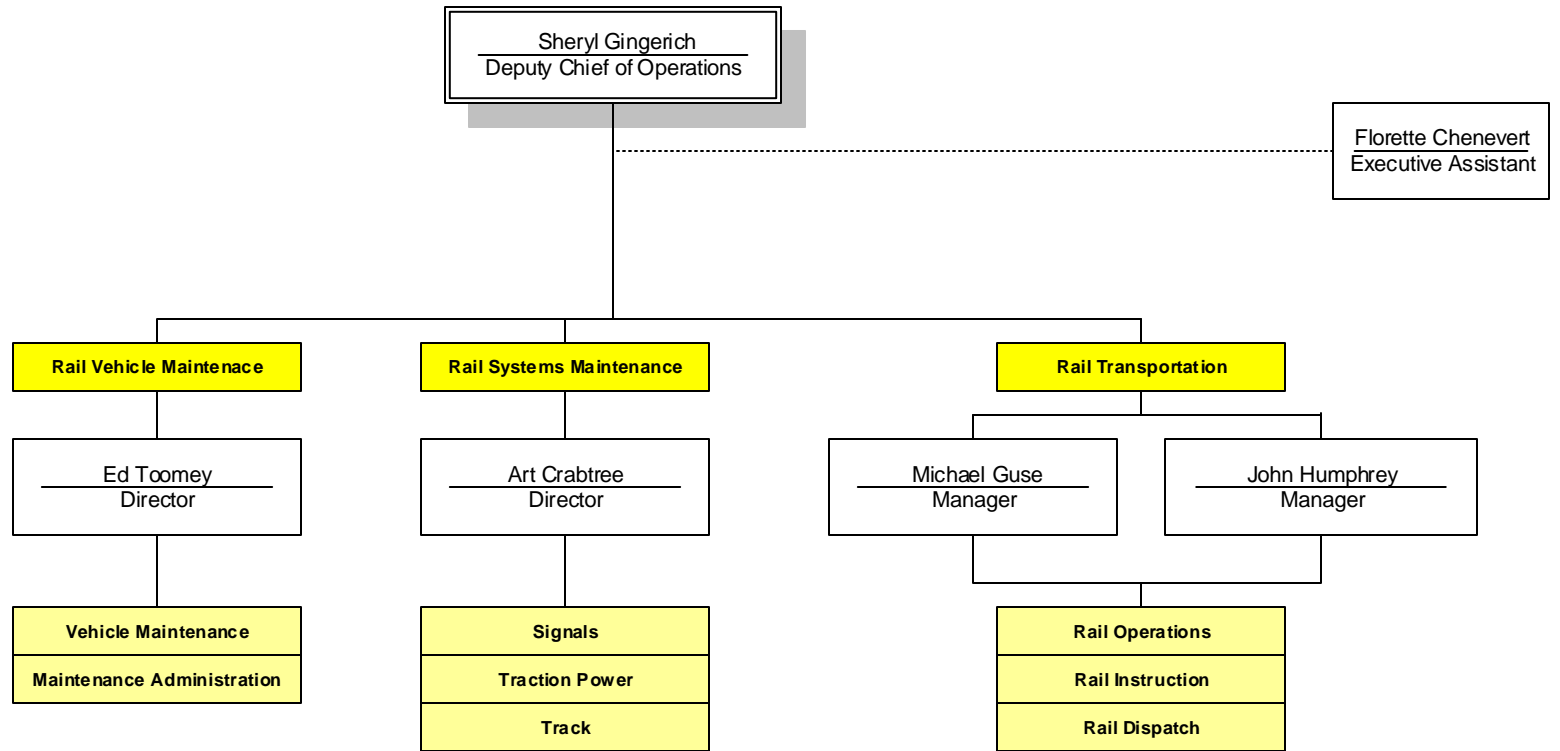 Sheryl Gingerich
Deputy Chief of Operations
Florette Chenevert
Executive Assistant
Rail Vehicle Maintenace
Rail Systems Maintenance
Rail Transportation
Ed Toomey
Director
Art Crabtree
Director
Michael Guse
Manager
John Humphrey
Manager
Vehicle Maintenance
Maintenance Administration
Signals
Traction Power
Track
Rail Operations
Rail Instruction
Rail Dispatch